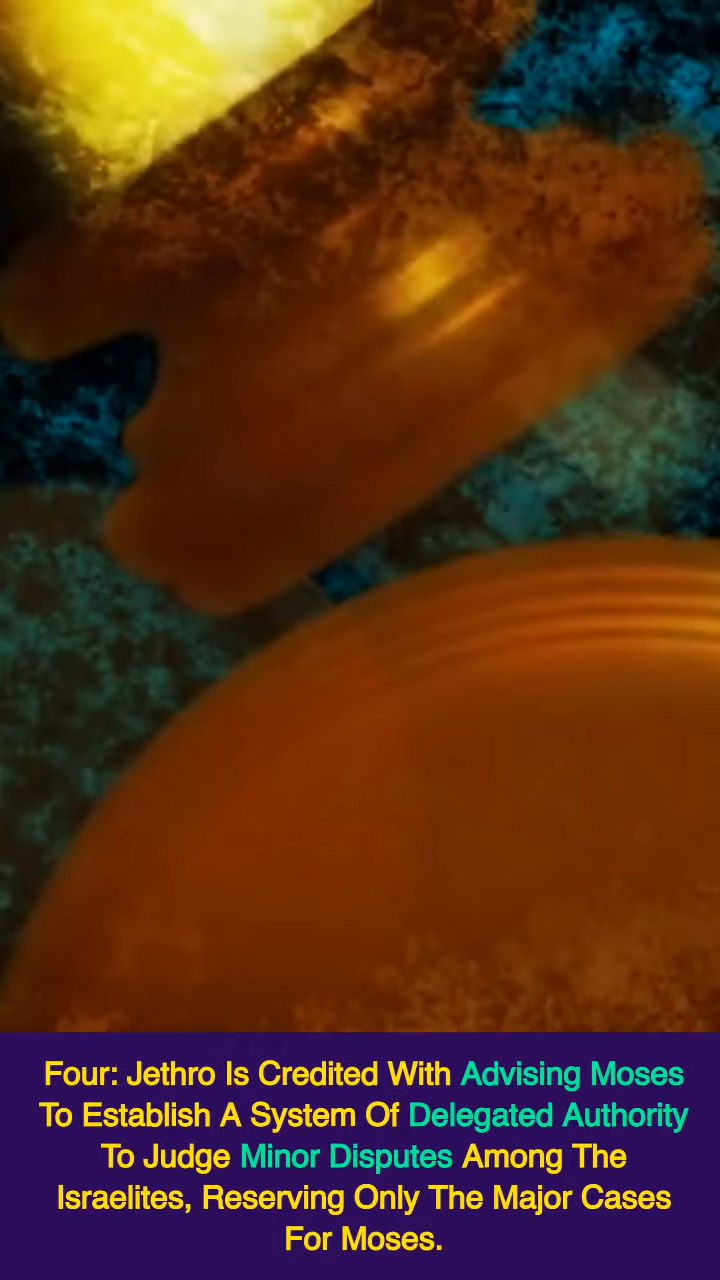 Four: Jethro Is Credited With Advising Moses
To Establish A System Of Delegated Authority
To Judge Minor Disputes Among The
Israelites, Reserving Only The Major Cases
For Moses.